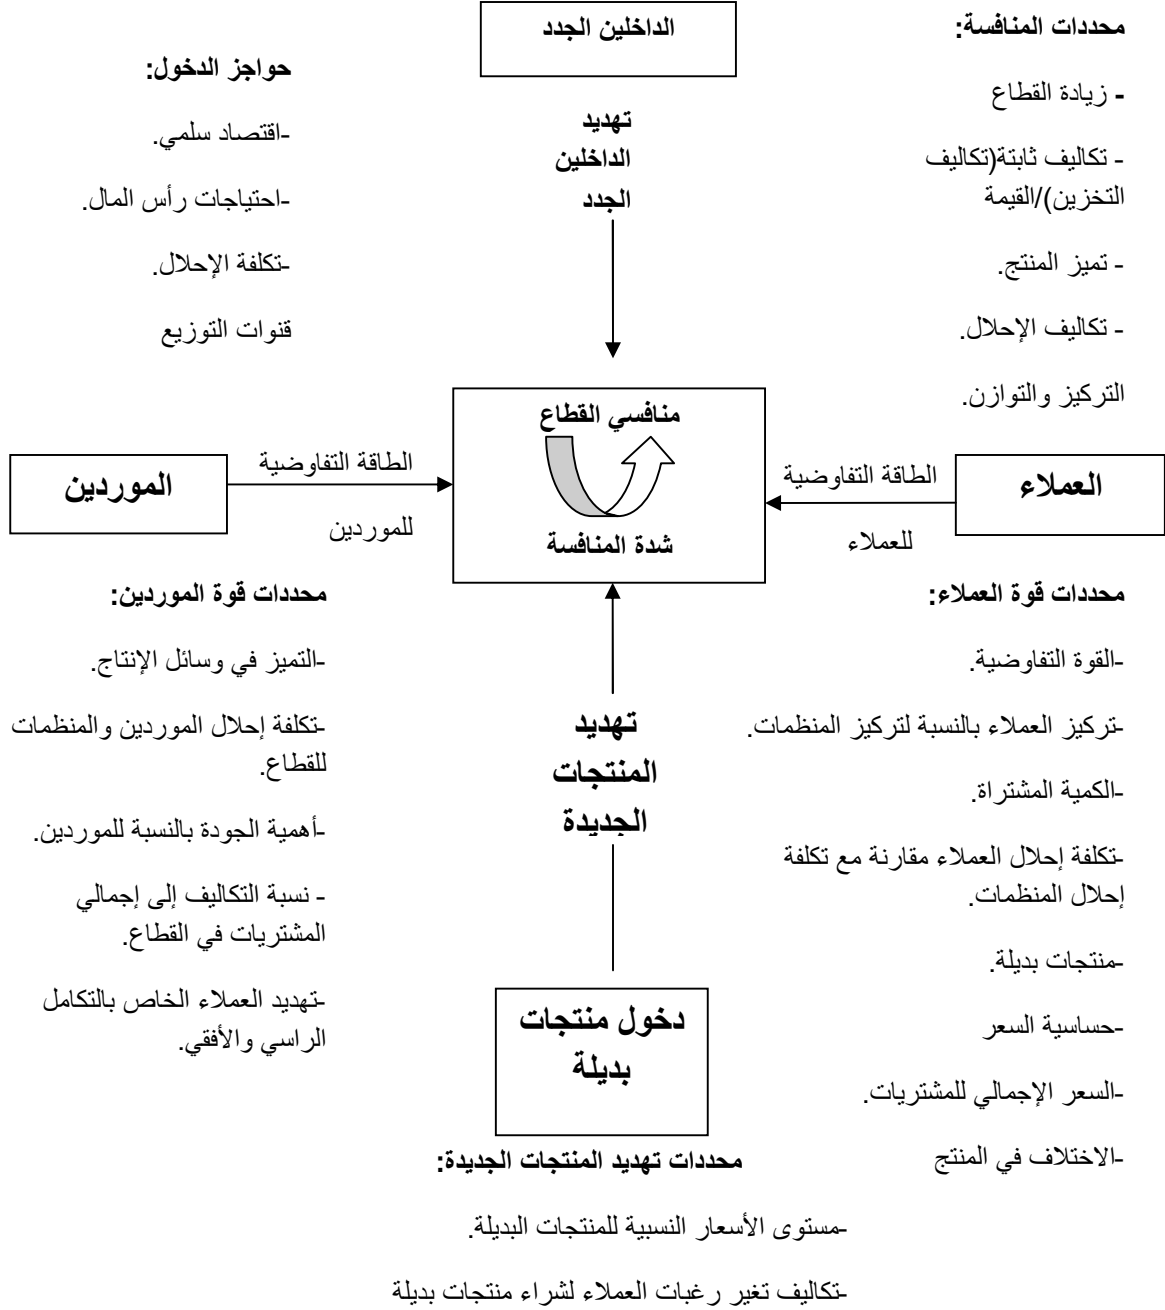 الداخلين الجدد
محددات المنافسة:
- زيادة القطاع
- تكاليف ثابتة(تكاليف
التخزين)/القيمة
- تميز المنتج.
- تكاليف الإحلال.
التركيز والتوازن.
حواجز الدخول:
-اقتصاد سلمي.
-احتياجات رأس المال.
-تكلفة الإحلال.
قنوات التوزيع
تهديد
الداخلين
الجدد
منافسي القطاع
شدة المنافسة
العملاء
الطاقة التفاوضية
للعملاء
الموردين
الطاقة التفاوضية
للموردين
محددات قوة العملاء:
-القوة التفاوضية.
-تركيز العملاء بالنسبة لتركيز المنظمات.
-الكمية المشتراة.
-تكلفة إحلال العملاء مقارنة مع تكلفة
إحلال المنظمات.
-منتجات بديلة.
-حساسية السعر
-السعر الإجمالي للمشتريات.
-الاختلاف في المنتج
محددات قوة الموردين:
-التميز في وسائل الإنتاج.
-تكلفة إحلال الموردين والمنظمات
للقطاع.
-أهمية الجودة بالنسبة للموردين.
- نسبة التكاليف إلى إجمالي
المشتريات في القطاع.
-تهديد العملاء الخاص بالتكامل
الراسي والأفقي.
تهديد
المنتجات
الجديدة
دخول منتجات
بديلة
محددات تهديد المنتجات الجديدة:
-مستوى الأسعار النسبية للمنتجات البديلة.
-تكاليف تغير رغبات العملاء لشراء منتجات بديلة